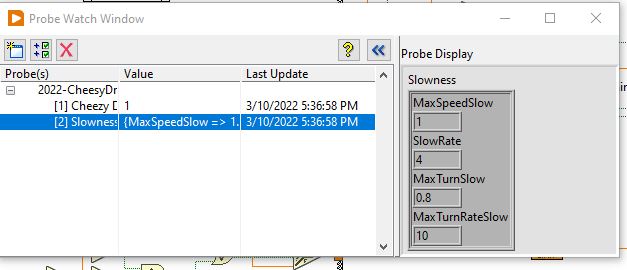 Probe Watch Window
Probe(s) Value Last Update
2022-CheesyDr
[1] Cheezy D 1 3/10/2022 5:36:58 PM
[2] Slowness {MaxSpeedSlow => 1. 3/10/2022 5:36:58 PM
Probe Display
Slowness
MaxSpeedSlow
1
SlowRate
4
MaxTurnSlow
0.8
MaxTurnRateSlow
10